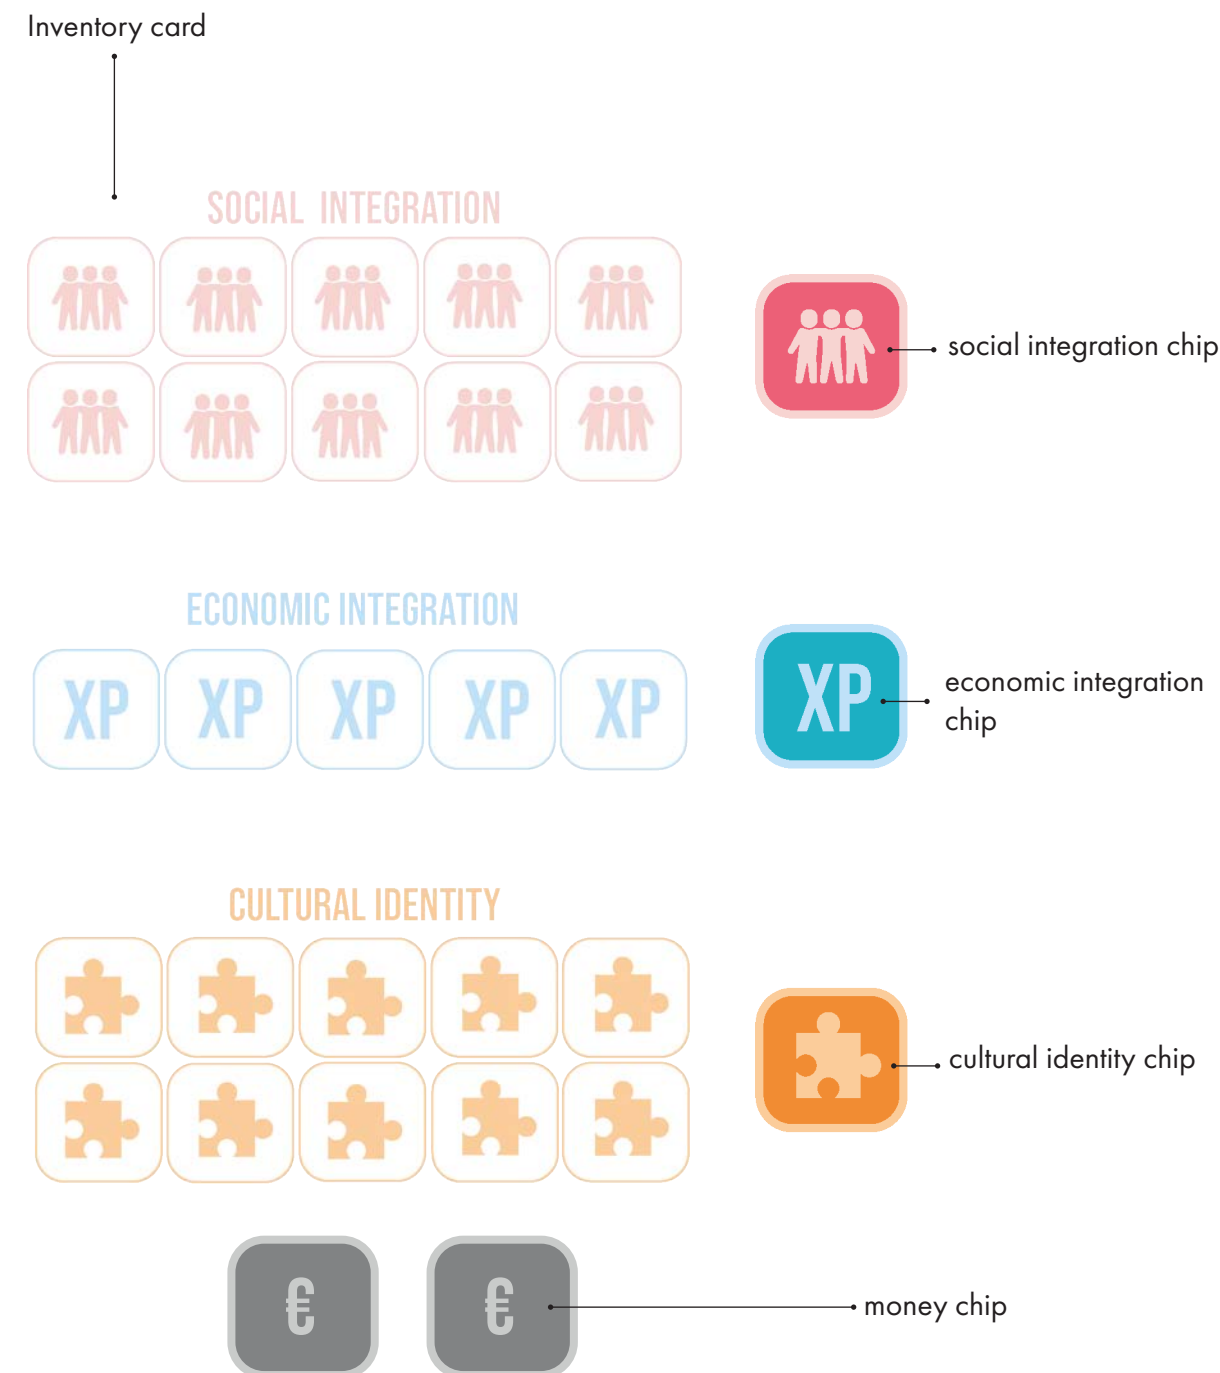 Inventory card
SOCIAL INTEGRATION
social integration chip
ECONOMIC INTEGRATION
XP XP XP XP XP
XP
economic integration
chip
CULTURAL IDENTITY
cultural identity chip
€ €
money chip